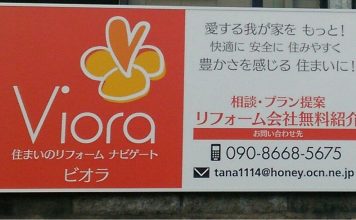 Viora
住まいのリフォーム ナビゲート
ビオラ
愛する我が家を もっと!
快適に 安全に 住みやすく
豊かさを感じる 住まいに!
相談・プラン提案
リフォーム会社無料紹介
お問い合わせ先
090-8668-5675
tana1114@honey.ocn.ne.jp